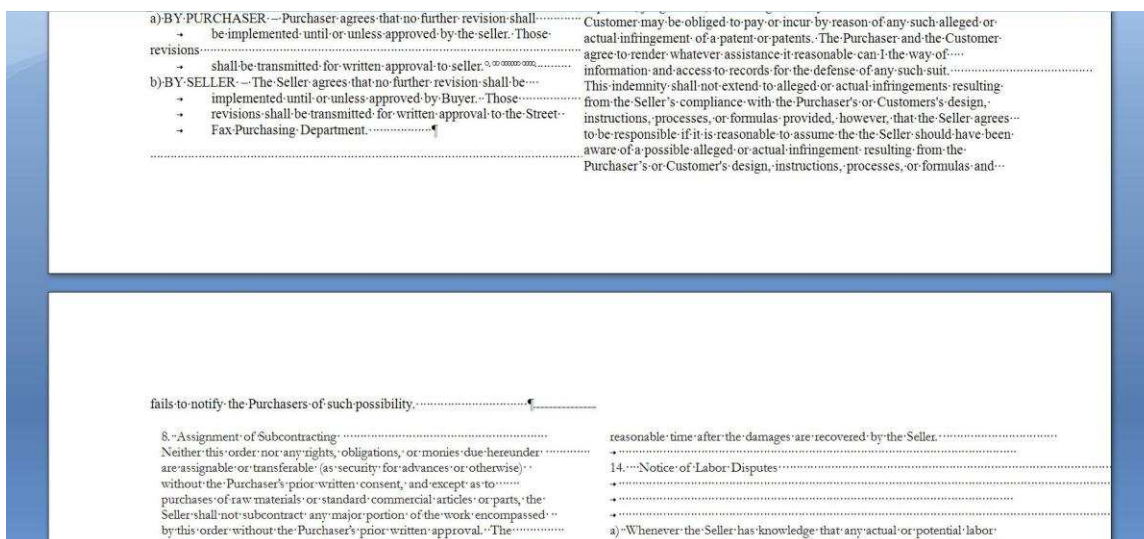 a) BY PURCHASER – Purchaser agrees that no further revision shall
be implemented until or unless approved by the seller. Those
revisions
shall be transmitted for written approval to seller.
b) BY SELLER – The Seller agrees that no further revision shall be
implemented until or unless approved by Buyer. Those
revisions shall be transmitted for written approval to the Street
Fax Purchasing Department. ¶
Customer may be obliged to pay or incur by reason of any such alleged or
actual infringement of a patent or patents. The Purchaser and the Customer
agree to render whatever assistance it reasonable can I the way of
information and access to records for the defense of any such suit.
This indemnity shall not extend to alleged or actual infringements resulting
from the Seller's compliance with the Purchaser's or Customers's design,
instructions, processes, or formulas provided, however, that the Seller agrees
to be responsible if it is reasonable to assume the the Seller should have been
aware of a possible alleged or actual infringement resulting from the
Purchaser's or Customer's design, instructions, processes, or formulas and
fails to notify the Purchasers of such possibility. ¶
8. Assignment of Subcontracting
Neither this order nor any rights, obligations, or monies due hereunder
are assignable or transferable (as security for advances or otherwise)
without the Purchaser's prior written consent, and except as to
purchases of raw materials or standard commercial articles or parts, the
Seller shall not subcontract any major portion of the work encompassed
by this order without the Purchaser's prior written approval. The
reasonable time after the damages are recovered by the Seller.
14. Notice of Labor Disputes
a) Whenever the Seller has knowledge that any actual or potential labor